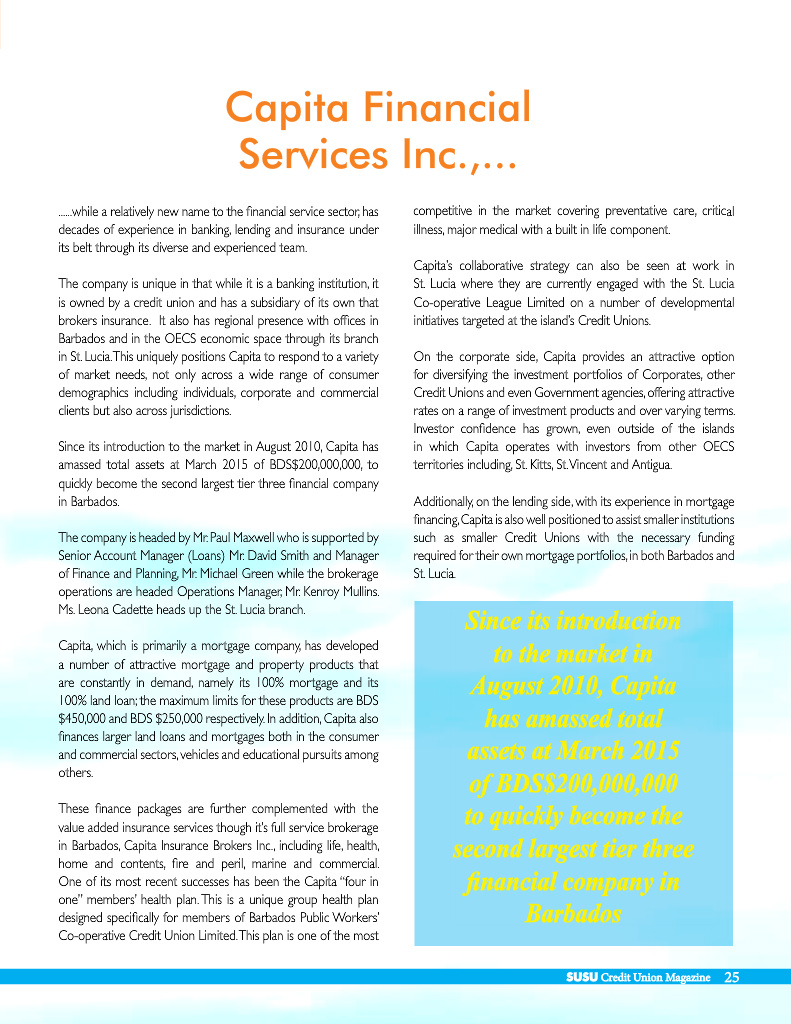 Capita Financial
Services Inc.,...
......while a relatively new name to the financial service sector, has
decades of experience in banking, lending and insurance under
its belt through its diverse and experienced team.
The company is unique in that while it is a banking institution, it
is owned by a credit union and has a subsidiary of its own that
brokers insurance.  It also has regional presence with offices in
Barbados and in the OECS economic space through its branch
in St. Lucia.This uniquely positions Capita to respond to a variety
of market needs, not only across a wide range of consumer
demographics including individuals, corporate and commercial
clients but also across jurisdictions.
Since its introduction to the market in August 2010, Capita has
amassed total assets at March 2015 of BDS$200,000,000, to
quickly become the second largest tier three financial company
in Barbados.
The company is headed by Mr. Paul Maxwell who is supported by
Senior Account Manager (Loans) Mr. David Smith and Manager
of Finance and Planning, Mr. Michael Green while the brokerage
operations are headed Operations Manager, Mr. Kenroy Mullins.
Ms. Leona Cadette heads up the St. Lucia branch.
Capita, which is primarily a mortgage company, has developed
a number of attractive mortgage and property products that
are constantly in demand, namely its 100% mortgage and its
100% land loan; the maximum limits for these products are BDS
$450,000 and BDS $250,000 respectively. In addition, Capita also
finances larger land loans and mortgages both in the consumer
and commercial sectors, vehicles and educational pursuits among
others.
These finance packages are further complemented with the
value added insurance services though it's full service brokerage
in Barbados, Capita Insurance Brokers Inc., including life, health,
home and contents, fire and peril, marine and commercial.
One of its most recent successes has been the Capita “four in
one” members' health plan. This is a unique group health plan
designed specifically for members of Barbados Public Workers'
Co-operative Credit Union Limited. This plan is one of the most
competitive in the market covering preventative care, critical
illness, major medical with a built in life component.
Capita's collaborative strategy can also be seen at work in
St. Lucia where they are currently engaged with the St. Lucia
Co-operative League Limited on a number of developmental
initiatives targeted at the island's Credit Unions.
On the corporate side, Capita provides an attractive option
for diversifying the investment portfolios of Corporates, other
Credit Unions and even Government agencies, offering attractive
rates on a range of investment products and over varying terms.
Investor confidence has grown, even outside of the islands
in which Capita operates with investors from other OECS
territories including, St. Kitts, St. Vincent and Antigua.
Additionally, on the lending side, with its experience in mortgage
financing, Capita is also well positioned to assist smaller institutions
such as smaller Credit Unions with the necessary funding
required for their own mortgage portfolios, in both Barbados and
St. Lucia.
Since its introduction
to the market in
August 2010, Capita
has amassed total
assets at March 2015
of BDS$200,000,000
to quickly become the
second largest tier three
financial company in
Barbados
SUSU Credit Union Magazine 25